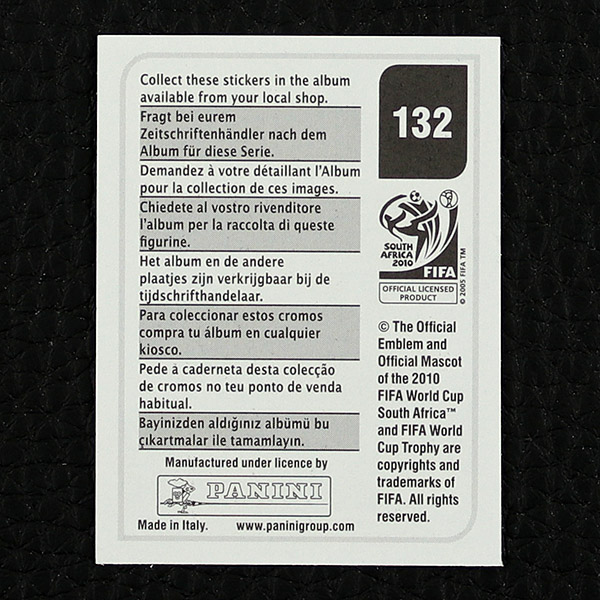 Collect these stickers in the album
available from your local shop.
Fragt bei eurem
Zeitschriftenhändler nach dem
Album für diese Serie.
Demandez à votre détaillant l'Album
pour la collection de ces images.
Chiedete al vostro rivenditore
l'album per la raccolta di queste
figurine.
Het album en de andere
plaatjes zijn verkrijgbaar bij de
tijdschrifthandelaar.
Para coleccionar estos cromos
compra tu álbum en cualquier
kiosco.
Pede à caderneta desta colecção
de cromos no teu ponto de venda
habitual.
Bayinizden aldığınız albümü bu
çıkartmalar ile tamamlayın.
Manufactured under licence by
PANINI
Made in Italy. www.paninigroup.com
132
SOUTH
AFRICA
2010
FIFA
OFFICIAL LICENSED
PRODUCT
© 2005 FIFA TM
© The Official
Emblem and
Official Mascot
of the 2010
FIFA World Cup
South Africa™
and FIFA World
Cup Trophy are
copyrights and
trademarks of
FIFA. All rights
reserved.